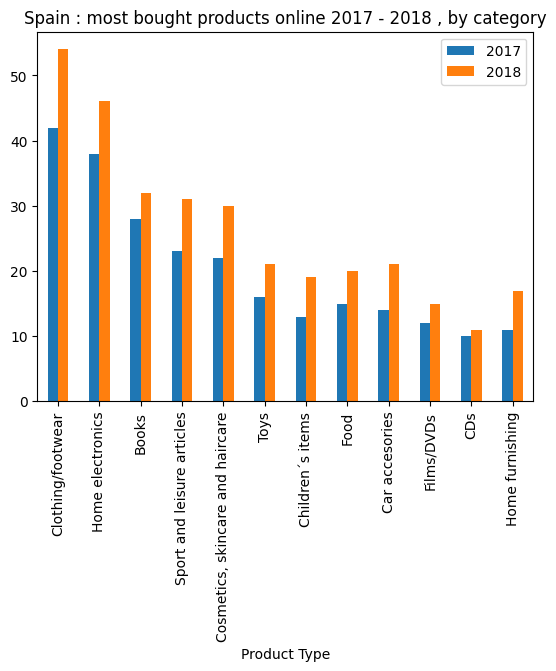 Spain : most bought products online 2017 - 2018 , by category
2017
2018
50
40
30
20
10
0
Clothing/footwear
Home electronics
Books
Sport and leisure articles
Cosmetics, skincare and haircare
Toys
Children´s items
Food
Car accesories
Films/DVDs
CDs
Home furnishing
Product Type